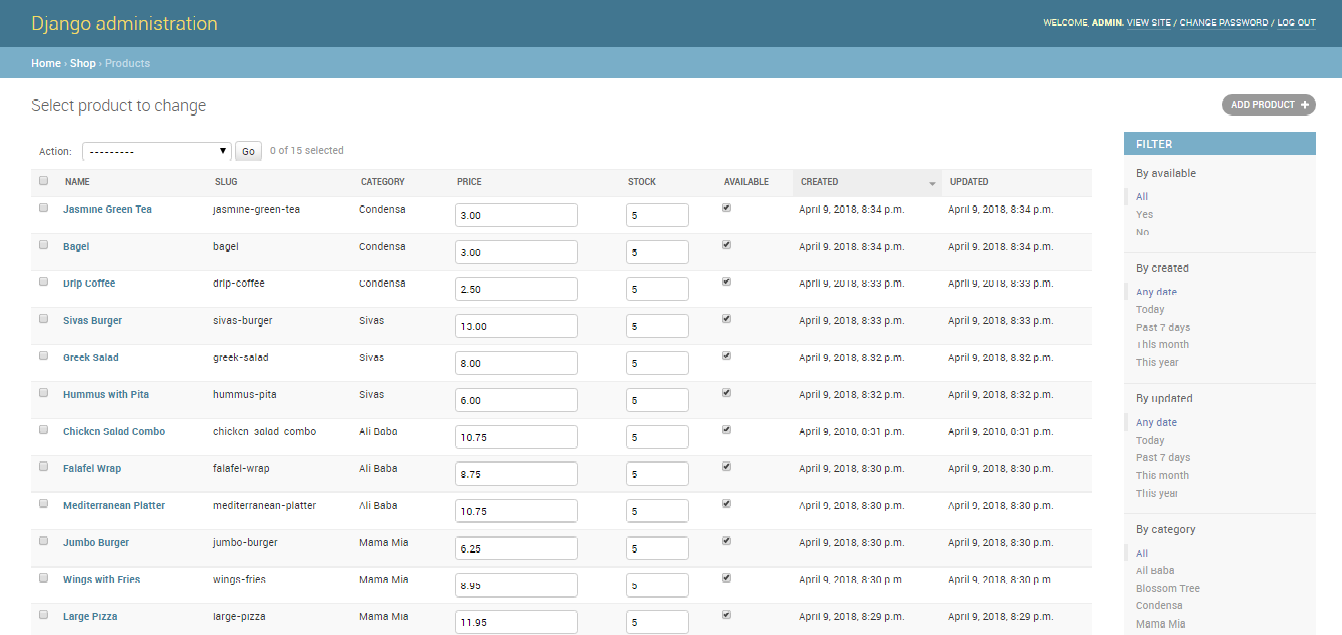 Django administration
WELCOME, ADMIN. VIEW SITE / CHANGE PASSWORD / LOG OUT
Home › Shop › Products
Select product to change
ADD PRODUCT +
Action: --------- Go 0 of 15 selected
NAME SLUG CATEGORY PRICE STOCK AVAILABLE CREATED UPDATED
Jasmine Green Tea jasmine-green-tea Condensa 3.00 5 April 9, 2018, 8:34 p.m. April 9, 2018, 8:34 p.m.
Bagel bagel Condensa 3.00 5 April 9, 2018, 8:34 p.m. April 9, 2018, 8:34 p.m.
Drip Coffee drip-coffee Condensa 2.50 5 April 9, 2018, 8:33 p.m. April 9, 2018, 8:33 p.m.
Sivas Burger sivas-burger Sivas 13.00 5 April 9, 2018, 8:33 p.m. April 9, 2018, 8:33 p.m.
Greek Salad greek-salad Sivas 8.00 5 April 9, 2018, 8:32 p.m. April 9, 2018, 8:32 p.m.
Hummus with Pita hummus-pita Sivas 6.00 5 April 9, 2018, 8:32 p.m. April 9, 2018, 8:32 p.m.
Chicken Salad Combo chicken-salad-combo Ali Baba 10.75 5 April 9, 2018, 8:31 p.m. April 9, 2018, 8:31 p.m.
Falafel Wrap falafel-wrap Ali Baba 8.75 5 April 9, 2018, 8:30 p.m. April 9, 2018, 8:30 p.m.
Mediterranean Platter mediterranean-platter Ali Baba 10.75 5 April 9, 2018, 8:30 p.m. April 9, 2018, 8:30 p.m.
Jumbo Burger jumbo-burger Mama Mia 6.25 5 April 9, 2018, 8:30 p.m. April 9, 2018, 8:30 p.m.
Wings with Fries wings-fries Mama Mia 8.95 5 April 9, 2018, 8:30 p.m. April 9, 2018, 8:30 p.m.
Large Pizza large-pizza Mama Mia 11.95 5 April 9, 2018, 8:29 p.m. April 9, 2018, 8:29 p.m.
FILTER
By available
All
Yes
No
By created
Any date
Today
Past 7 days
This month
This year
By updated
Any date
Today
Past 7 days
This month
This year
By category
All
Ali Baba
Blossom Tree
Condensa
Mama Mia